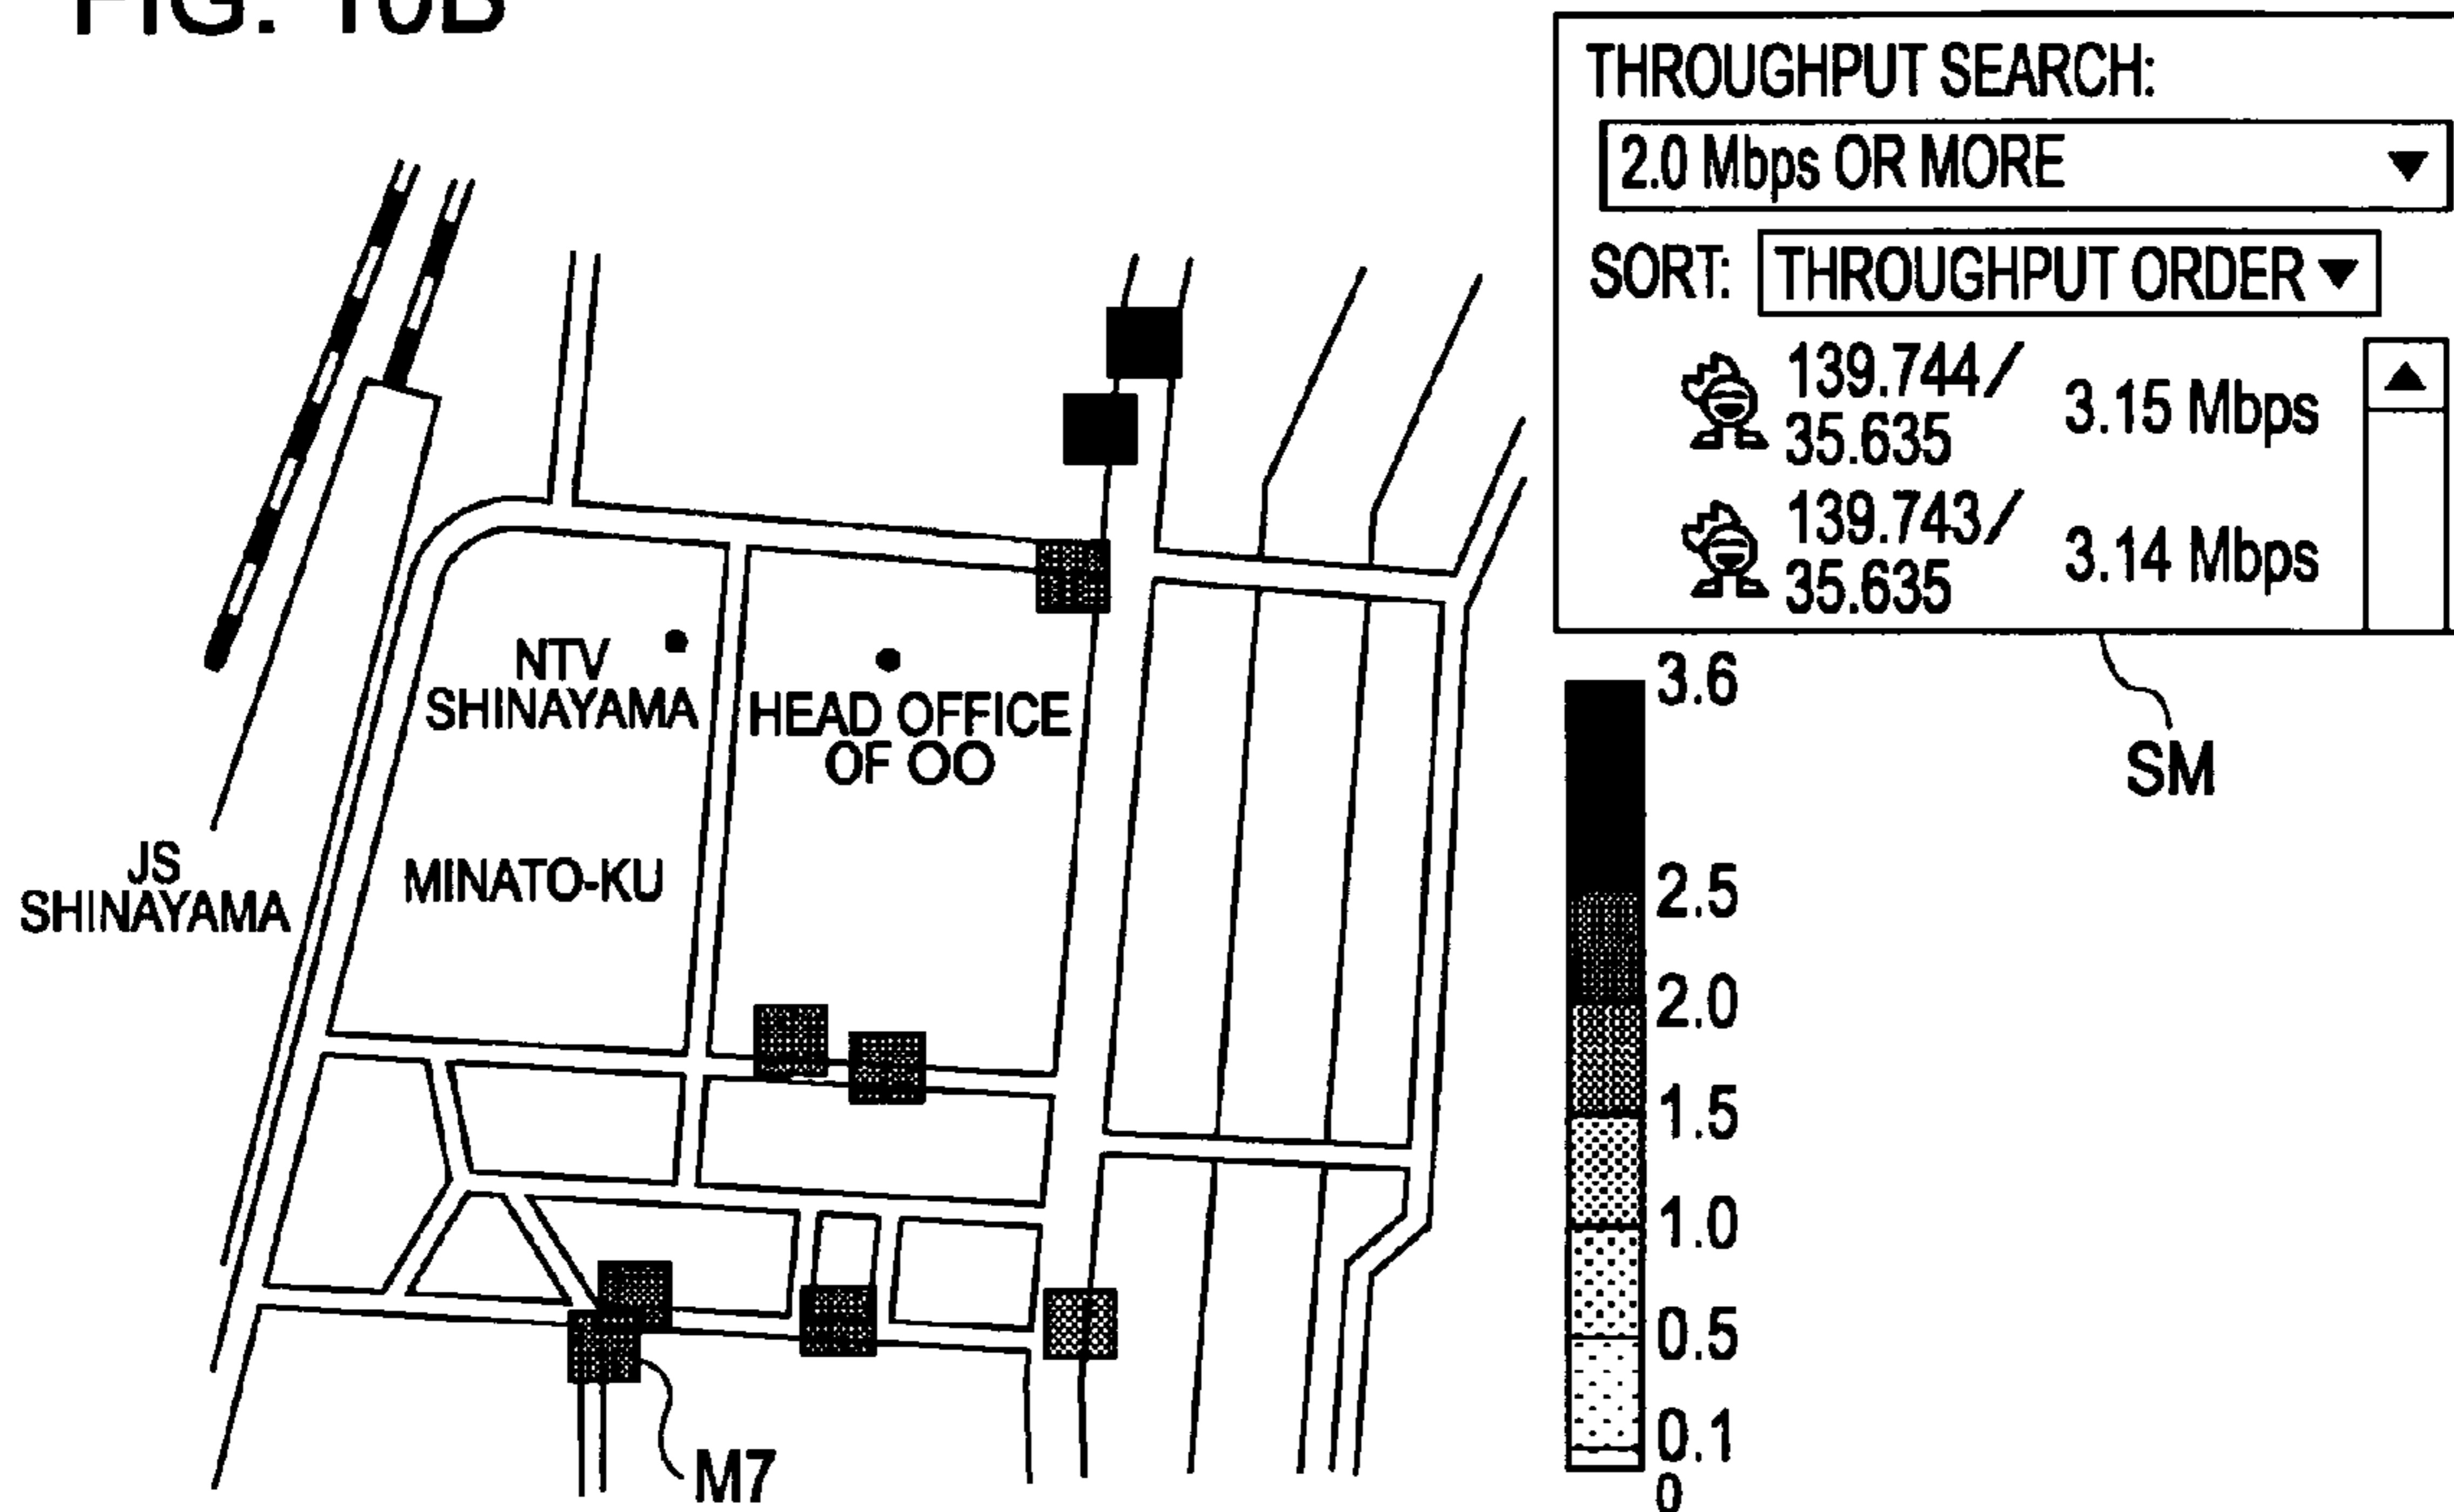 FIG. 10B
THROUGHPUT SEARCH:
2.0 Mbps OR MORE
SORT: THROUGHPUT ORDER
139.744/
35.635
3.15 Mbps
139.743/
35.635
3.14 Mbps
SM
NTV
SHINAYAMA
HEAD OFFICE
OF OO
JS
SHINAYAMA
MINATO-KU
M7
3.6
2.5
2.0
1.5
1.0
0.5
0.1
0